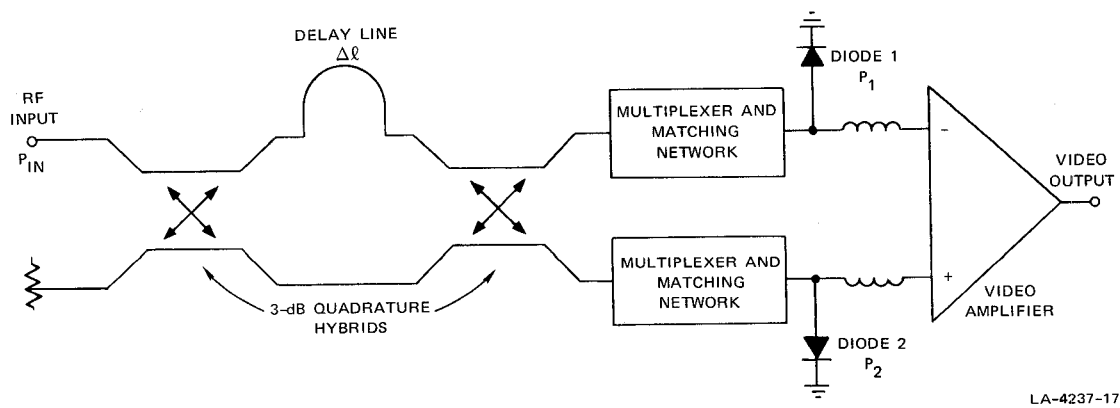 DELAY LINE
Δℓ
RF
INPUT
P_IN
MULTIPLEXER AND
MATCHING
NETWORK
DIODE 1
P_1
−
VIDEO
OUTPUT
3-dB QUADRATURE
HYBRIDS
MULTIPLEXER AND
MATCHING
NETWORK
+
VIDEO
AMPLIFIER
DIODE 2
P_2
LA-4237-17